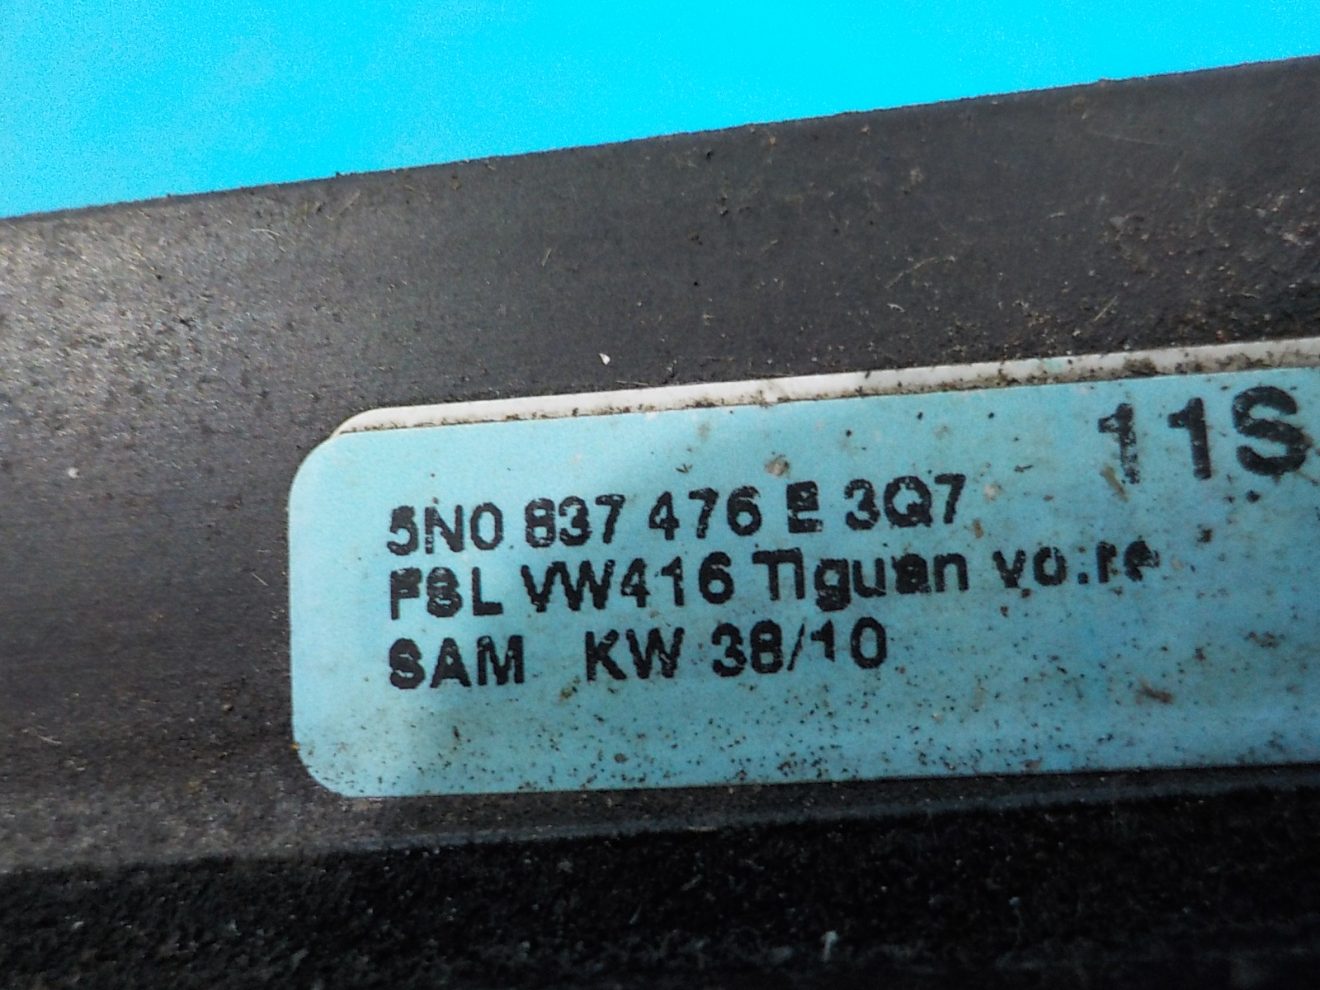 11S
5N0 837 476 E 3Q7
FSL VW416 Tiguan vo.re
SAM KW 38/10